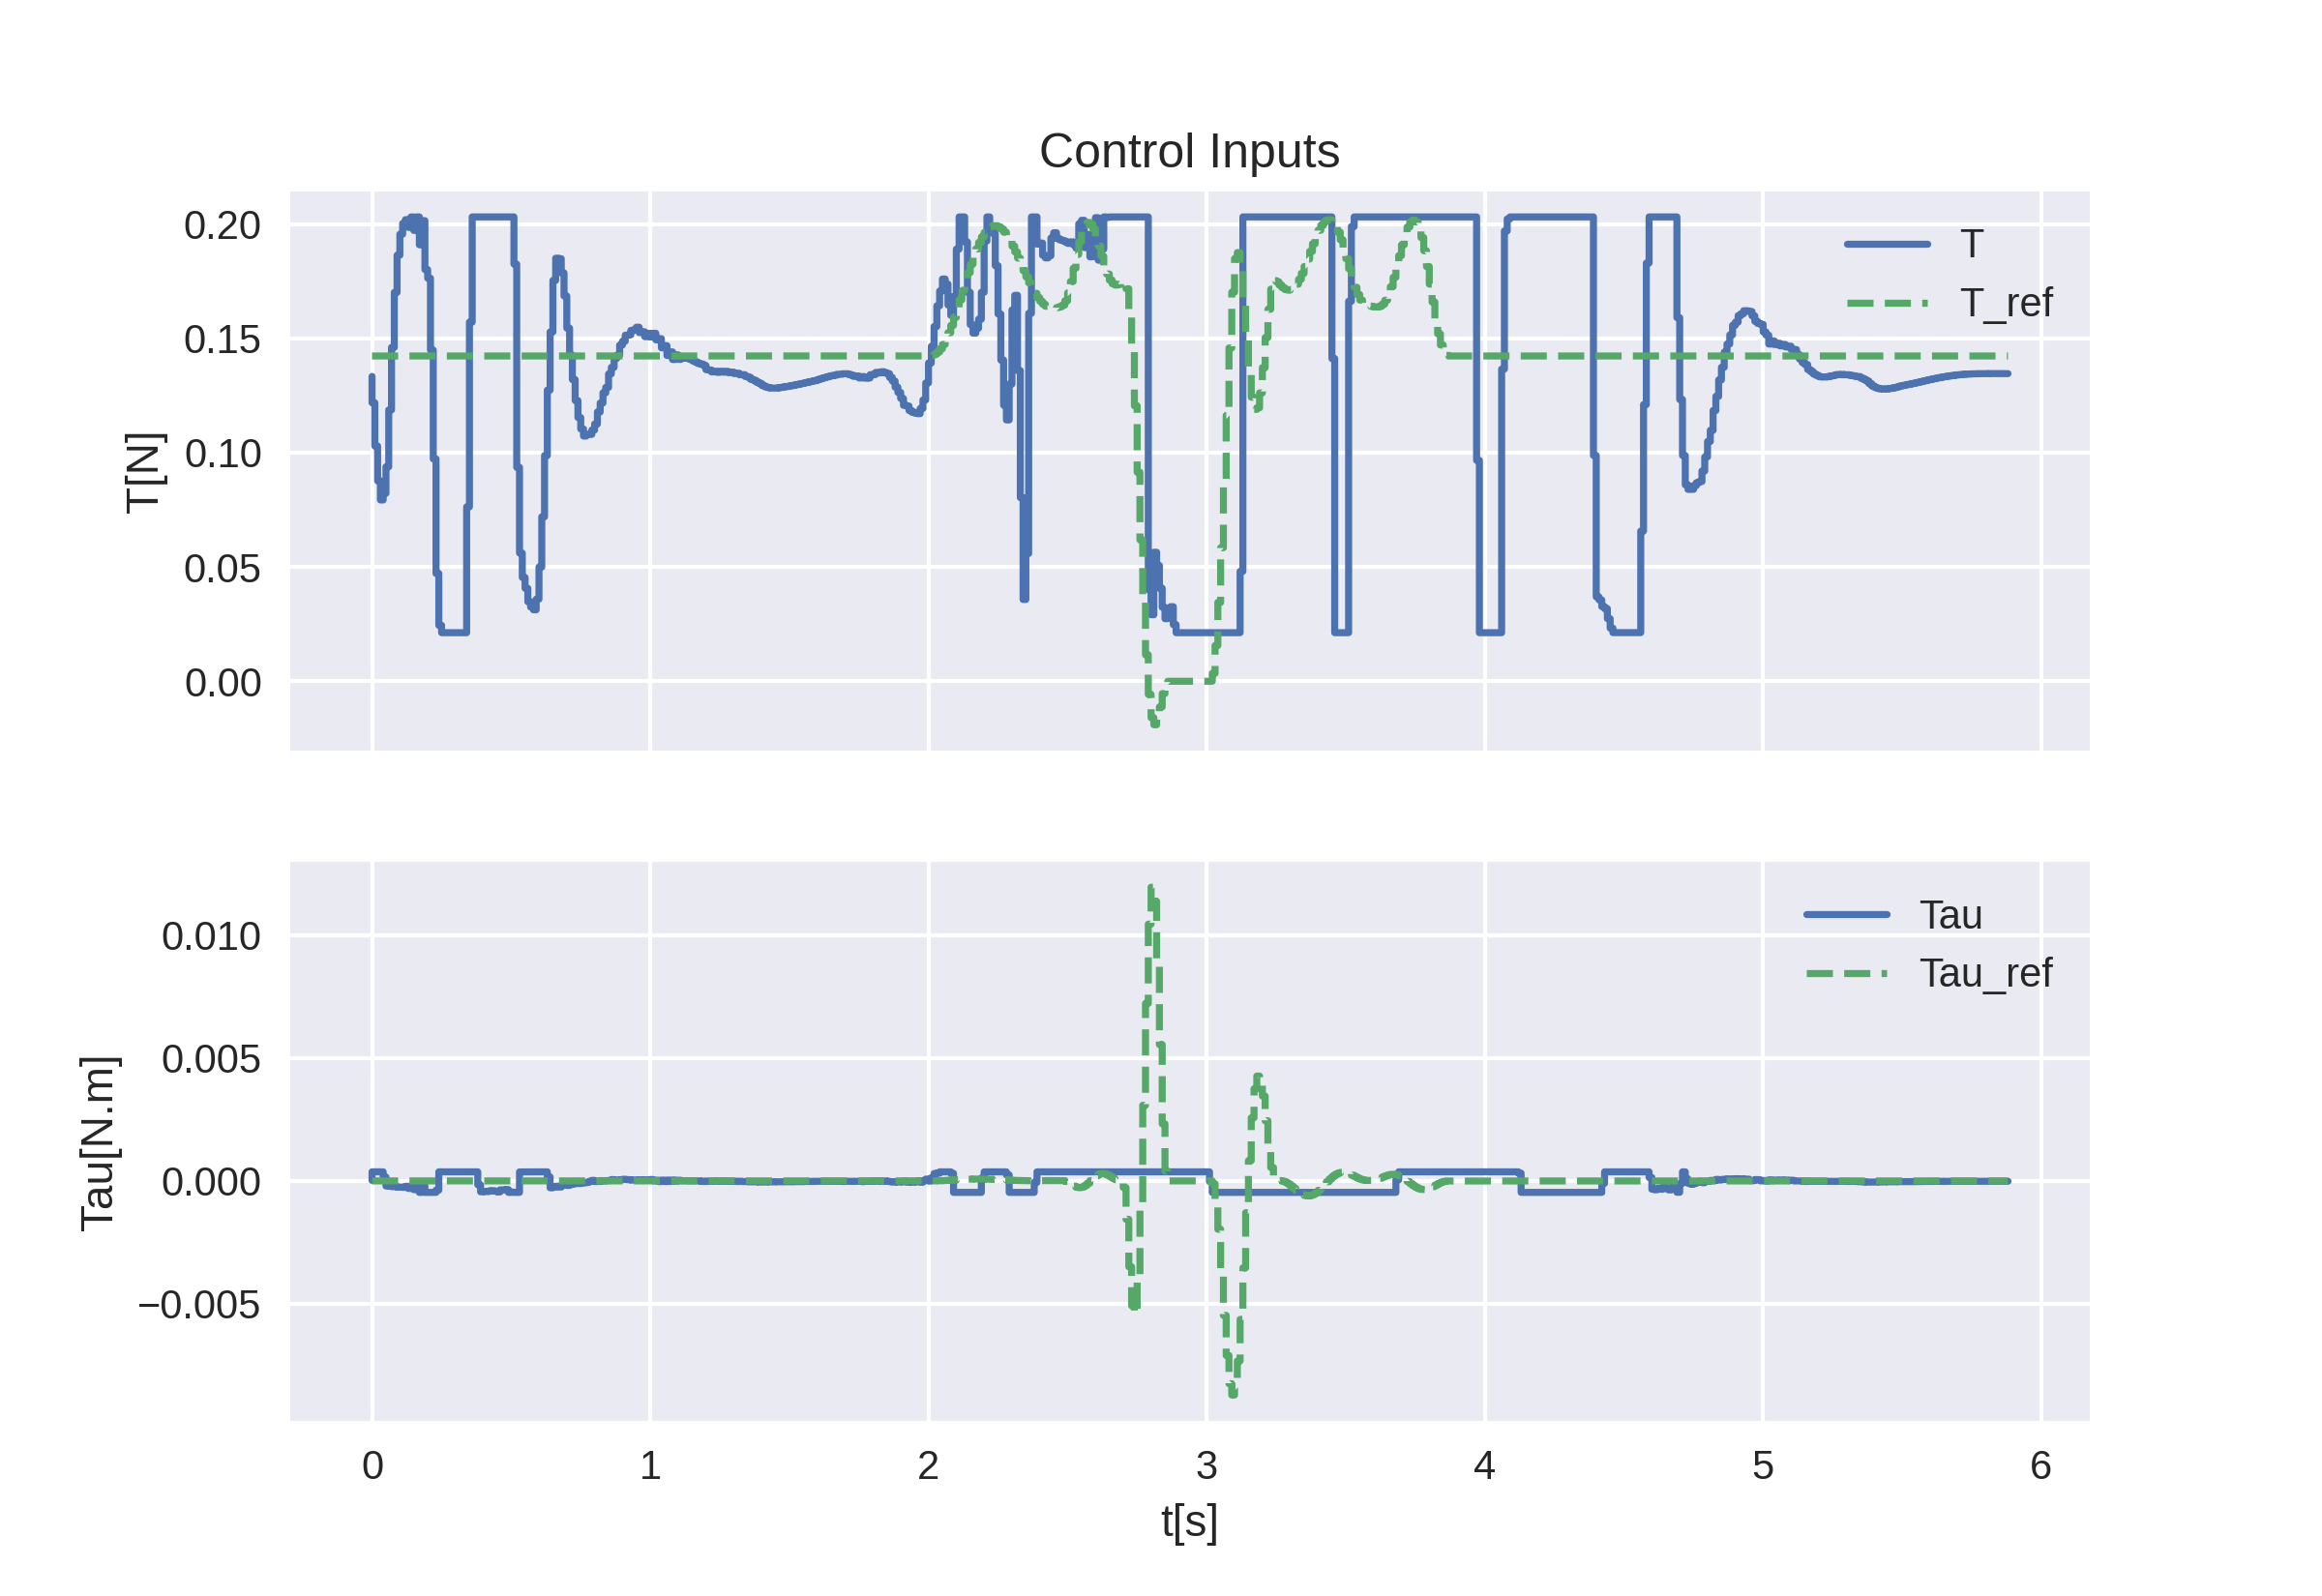 Control Inputs
0.20
0.15
0.10
0.05
0.00
T[N]
T
T_ref
0.010
0.005
0.000
−0.005
Tau[N.m]
Tau
Tau_ref
0 1 2 3 4 5 6
t[s]